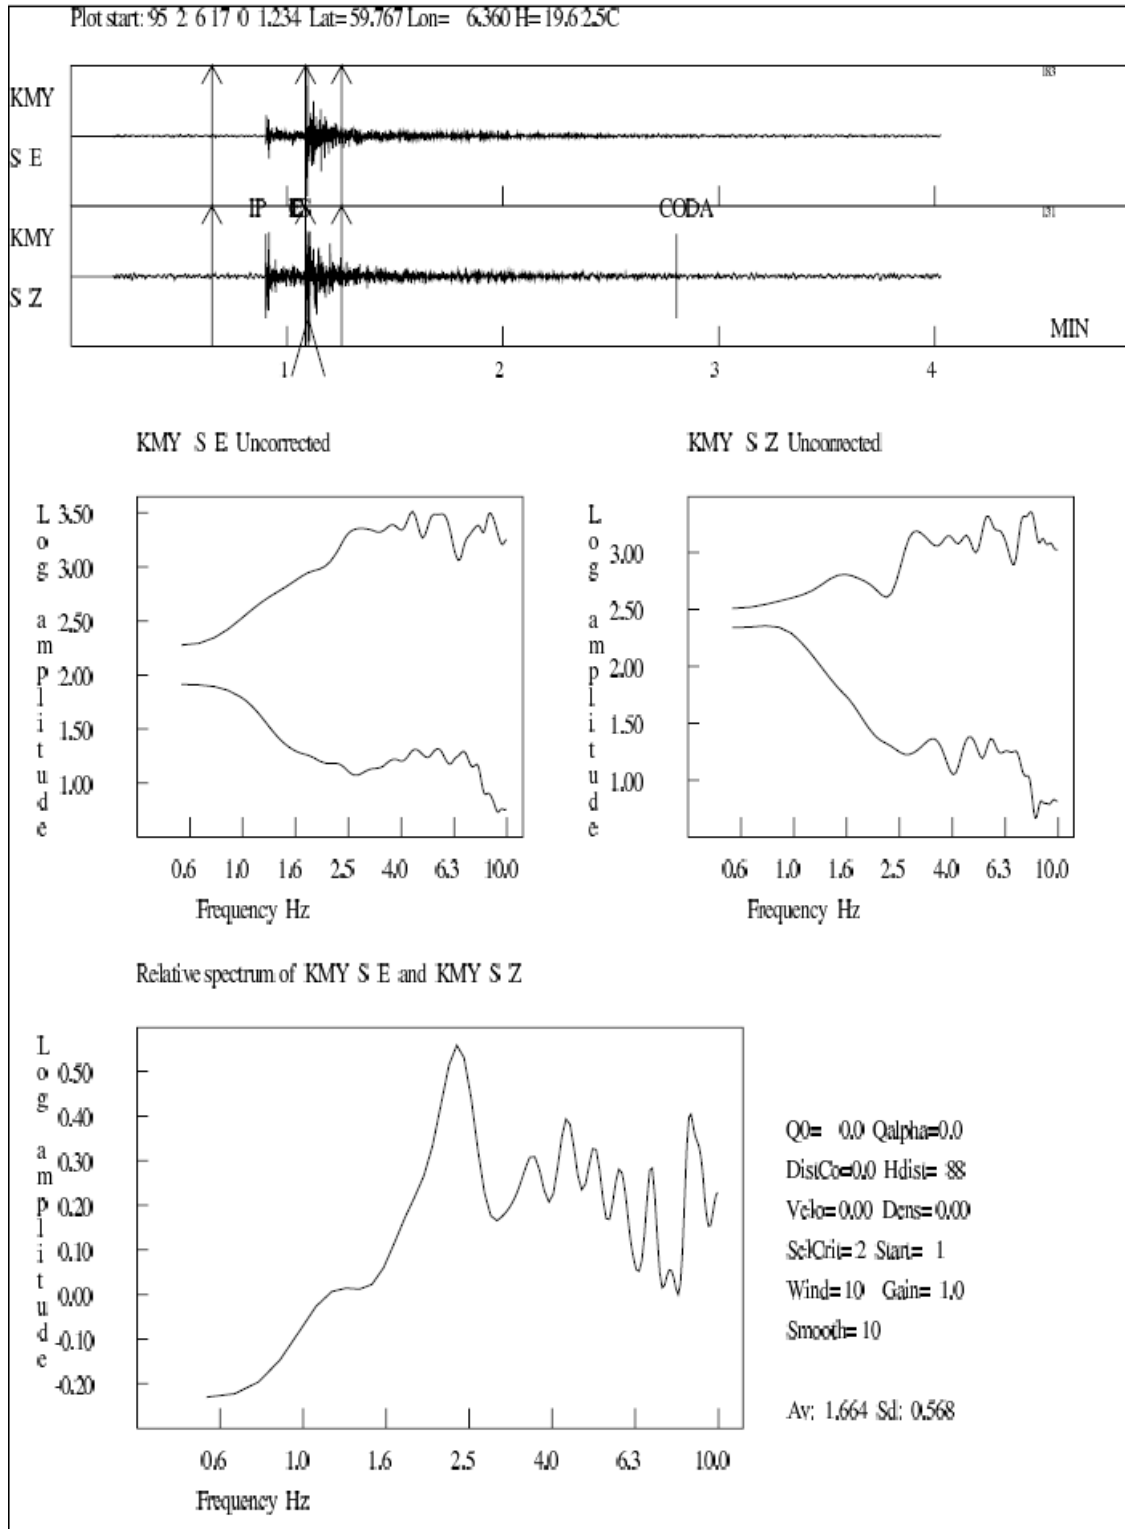 Plot start: 95 2 6 17 0 1.234 Lat= 59.767 Lon= 6.360 H= 19.6 2.5C
183
KMY
S E
IP ES CODA
131
KMY
S Z
MIN
1 2 3 4
KMY S E Uncorrected
Log amplitude
3.50
3.00
2.50
2.00
1.50
1.00
0.6 1.0 1.6 2.5 4.0 6.3 10.0
Frequency Hz
KMY S Z Uncorrected
Log amplitude
3.00
2.50
2.00
1.50
1.00
0.6 1.0 1.6 2.5 4.0 6.3 10.0
Frequency Hz
Relative spectrum of KMY S E and KMY S Z
Log amplitude
0.50
0.40
0.30
0.20
0.10
0.00
-0.10
-0.20
0.6 1.0 1.6 2.5 4.0 6.3 10.0
Frequency Hz
Q0= 0.0 Qalpha=0.0
DistCo=0.0 Hdist= 88
Velo= 0.00 Dens=0.00
SelCrit= 2 Start= 1
Wind= 10 Gain= 1.0
Smooth= 10
Av: 1.664 Sd: 0.568